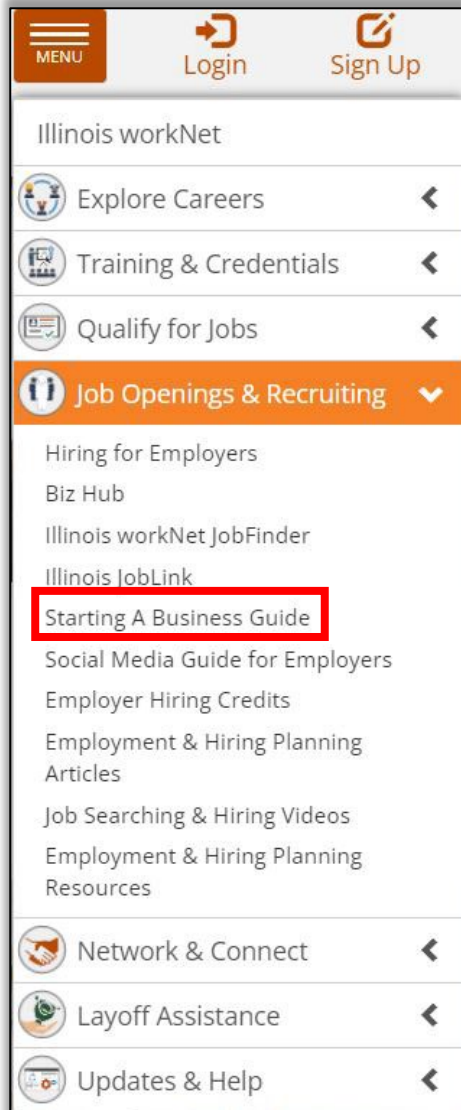 MENU
Login
Sign Up
Illinois workNet
Explore Careers
Training & Credentials
Qualify for Jobs
Job Openings & Recruiting
Hiring for Employers
Biz Hub
Illinois workNet JobFinder
Illinois JobLink
Starting A Business Guide
Social Media Guide for Employers
Employer Hiring Credits
Employment & Hiring Planning
Articles
Job Searching & Hiring Videos
Employment & Hiring Planning
Resources
Network & Connect
Layoff Assistance
Updates & Help